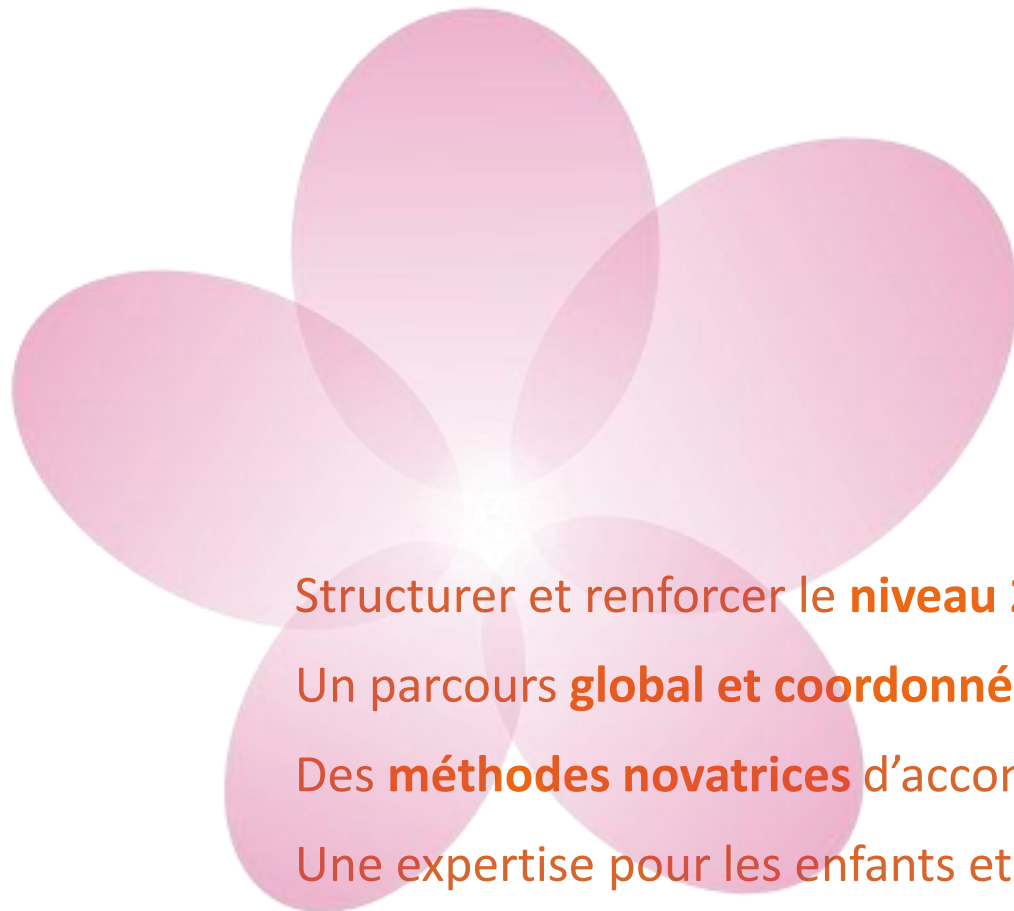 Structurer et renforcer le niveau
Un parcours global et coordonné
Des méthodes novatrices
Une expertise pour les enfants et